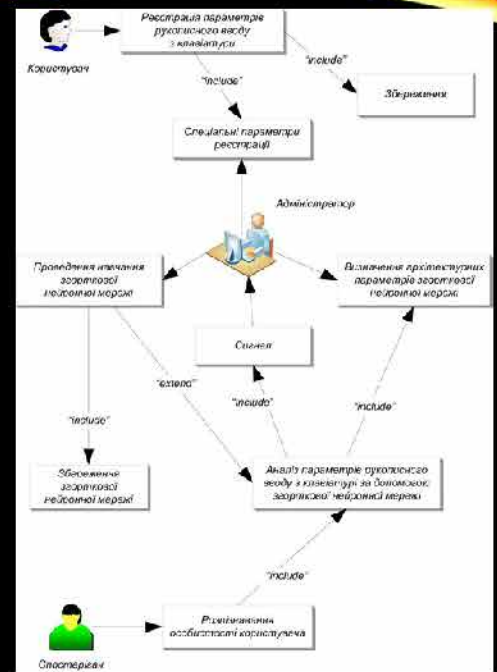 Реєстрація параметрів
рукописного вводу
з клавіатури
Користувач
"include"
"include"
Збереження
Спеціальні параметри
реєстрації
Адміністратор
Проведення навчання
згорткової
нейронної мережі
Визначення архітектурних
параметрів згорткової
нейронної мережі
Сигнал
"extend"
"include"
"include"
"include"
Збереження
згорткової
нейронної мережі
Аналіз параметрів рукописного
вводу з клавіатурі за допомогою
згорткової нейронної мережі
"include"
Розпізнавання
особистості користувача
Спостерігач